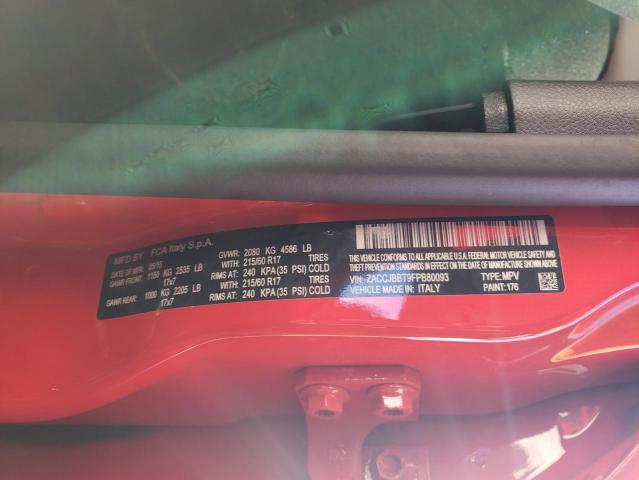 MFD BY FCA Italy S.p.A.
DATE OF MFR 05/15 GVWR: 2080 KG 4586 LB
GAWR FRONT: 1150 KG 2535 LB WITH: 215/60 R17
17x7 RIMS AT: 240 KPA (35 PSI) COLD
GAWR REAR: 1000 KG 2205 LB WITH: 215/60 R17
17x7 RIMS AT: 240 KPA (35 PSI) COLD
THIS VEHICLE CONFORMS TO ALL APPLICABLE U.S.A. FEDERAL MOTOR VEHICLE SAFETY,
BUMPER, AND THEFT PREVENTION STANDARDS IN EFFECT ON THE DATE OF MANUFACTURE SHOWN ABOVE.
VIN: ZACCJBBT9FPB80093 TYPE: MPV
VEHICLE MADE IN: ITALY PAINT: 176